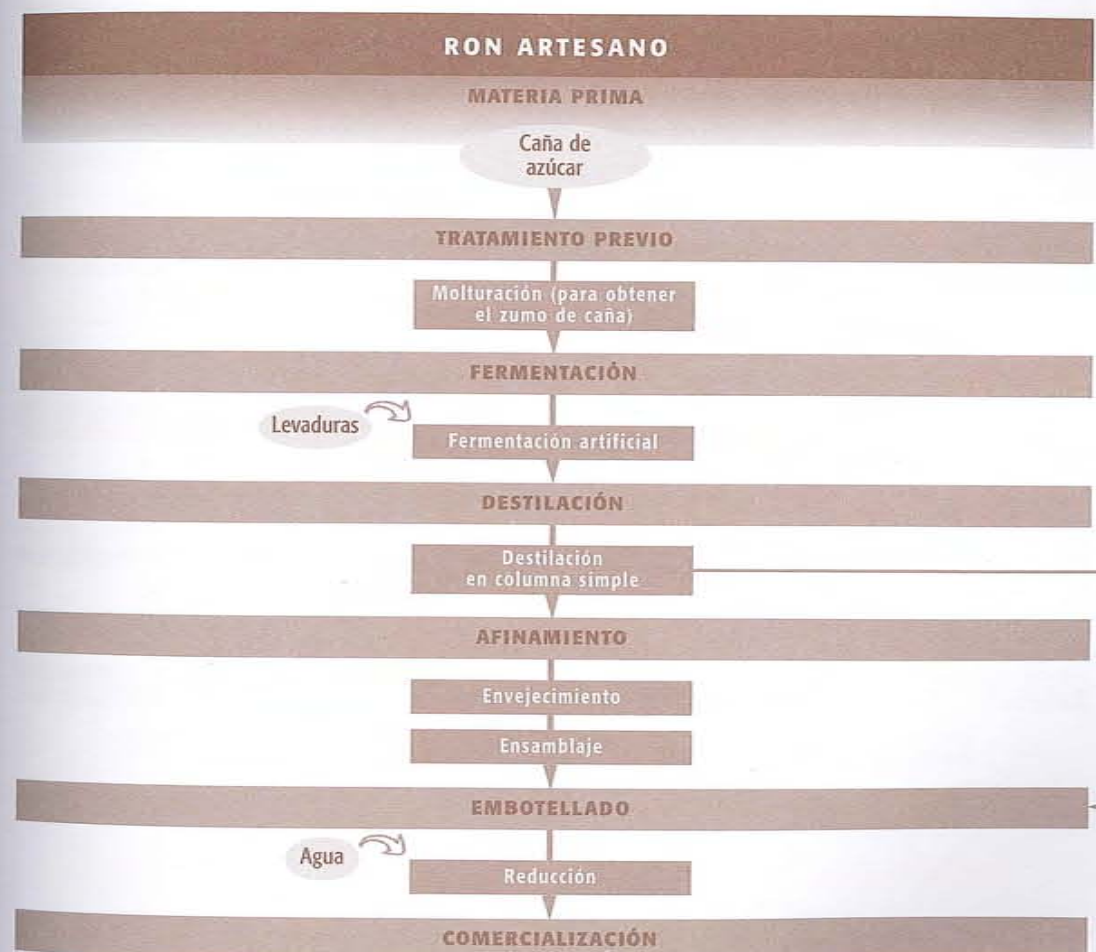 RON ARTESANO
MATERIA PRIMA
Caña de
azúcar
TRATAMIENTO PREVIO
Molturación (para obtener
el zumo de caña)
FERMENTACIÓN
Levaduras
Fermentación artificial
DESTILACIÓN
Destilación
en columna simple
AFINAMIENTO
Envejecimiento
Ensamblaje
EMBOTELLADO
Agua
Reducción
COMERCIALIZACIÓN